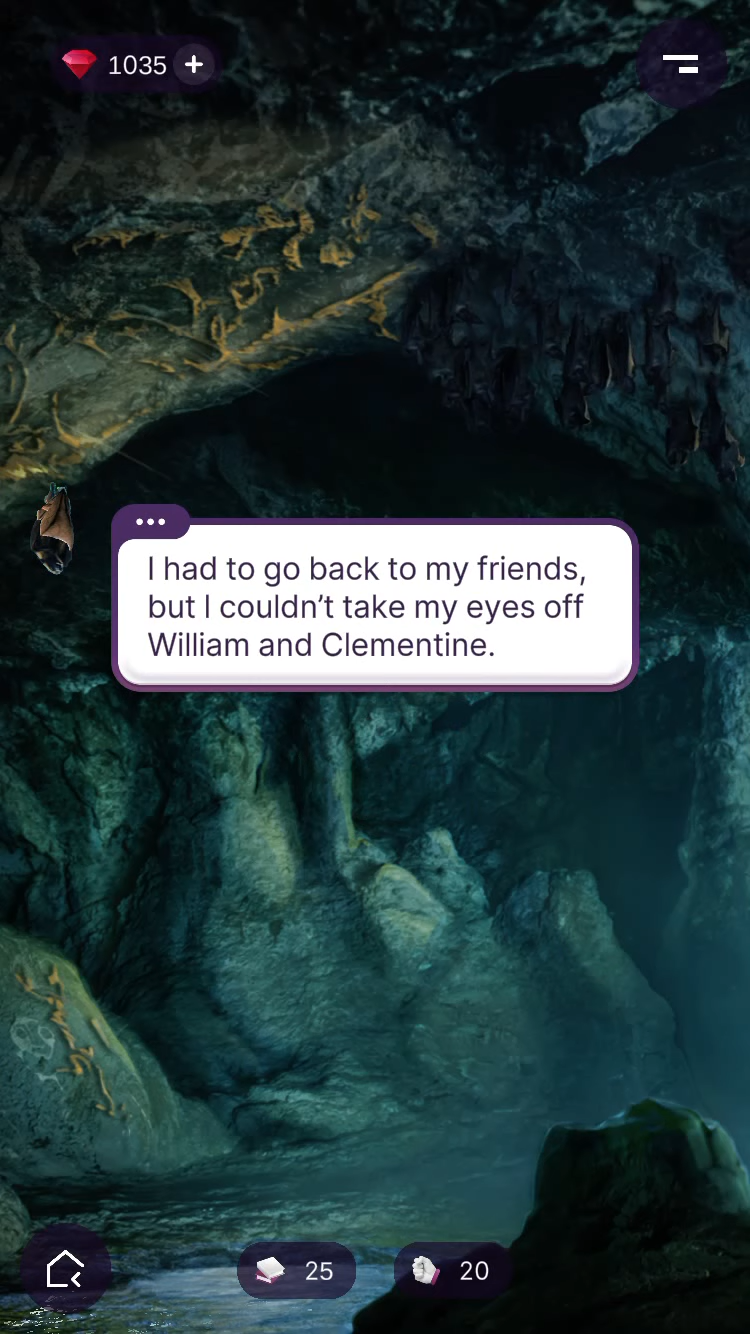 1035
I had to go back to my friends,
but I couldn’t take my eyes off
William and Clementine.
25
20